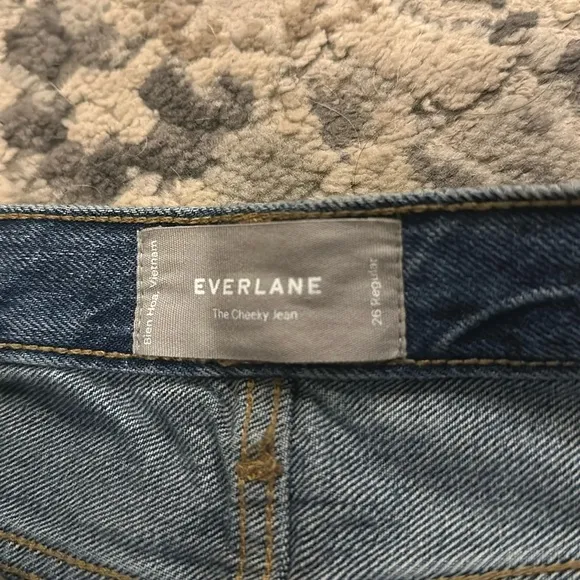 Bien Hoa, Vietnam
EVERLANE
The Cheeky Jean
26 Regular